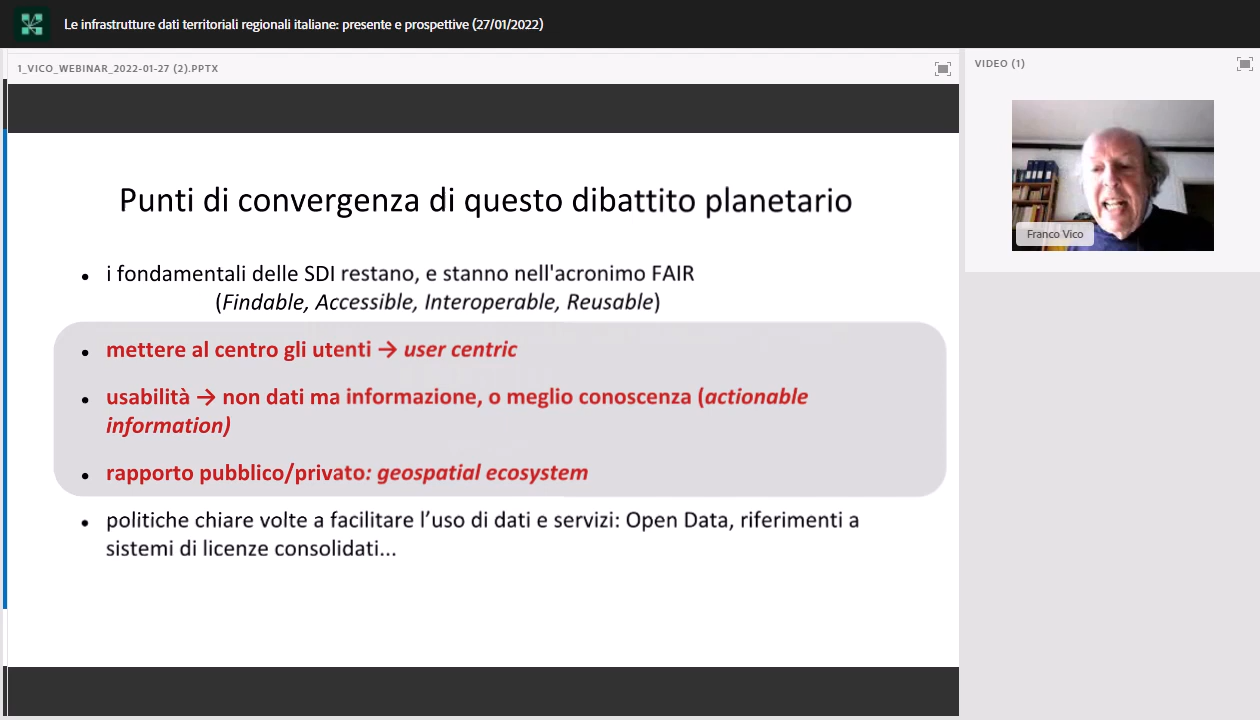 Le infrastrutture dati territoriali regionali italiane: presente e prospettive (27/01/2022)
1_VICO_WEBINAR_2022-01-27 (2).PPTX
VIDEO (1)
Franco Vico
Punti di convergenza di questo dibattito planetario
• i fondamentali delle SDI restano, e stanno nell'acronimo FAIR
(Findable, Accessible, Interoperable, Reusable)
• mettere al centro gli utenti → user centric
• usabilità → non dati ma informazione, o meglio conoscenza (actionable
information)
• rapporto pubblico/privato: geospatial ecosystem
• politiche chiare volte a facilitare l’uso di dati e servizi: Open Data, riferimenti a
sistemi di licenze consolidati...